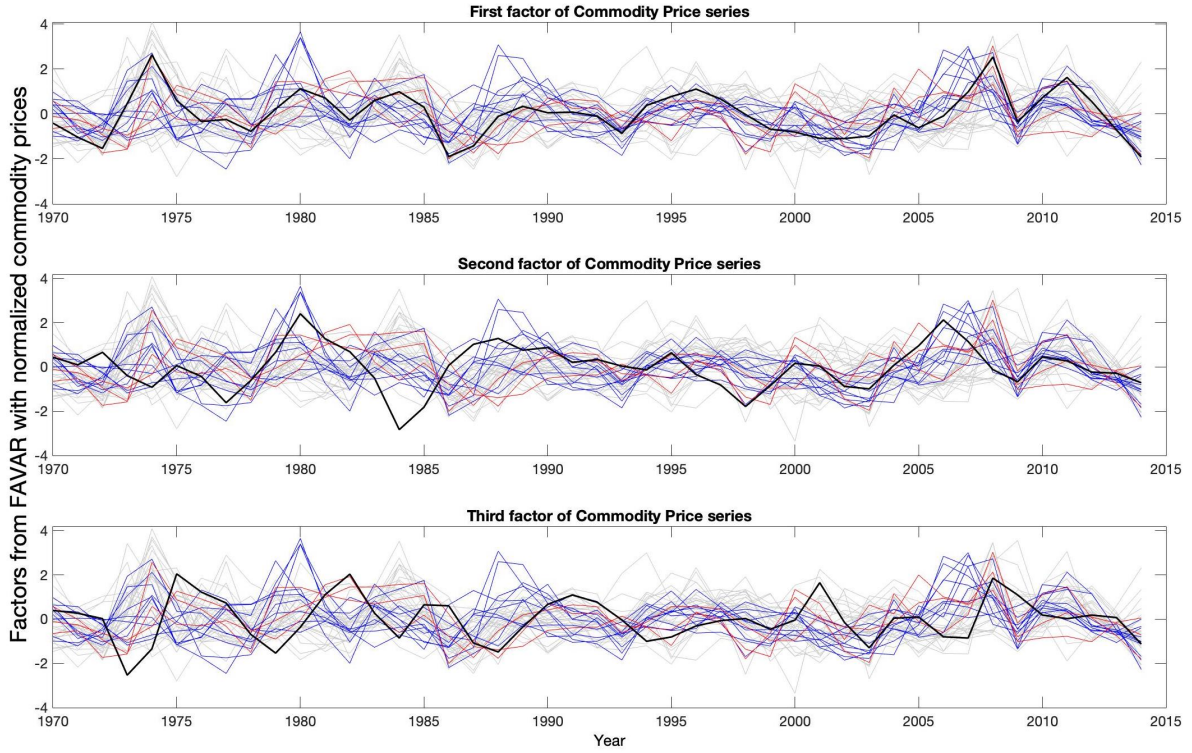 Factors from FAVAR with normalized commodity prices
First factor of Commodity Price series
4
2
0
-2
-4
1970 1975 1980 1985 1990 1995 2000 2005 2010 2015
Second factor of Commodity Price series
4
2
0
-2
-4
1970 1975 1980 1985 1990 1995 2000 2005 2010 2015
Third factor of Commodity Price series
4
2
0
-2
-4
1970 1975 1980 1985 1990 1995 2000 2005 2010 2015
Year